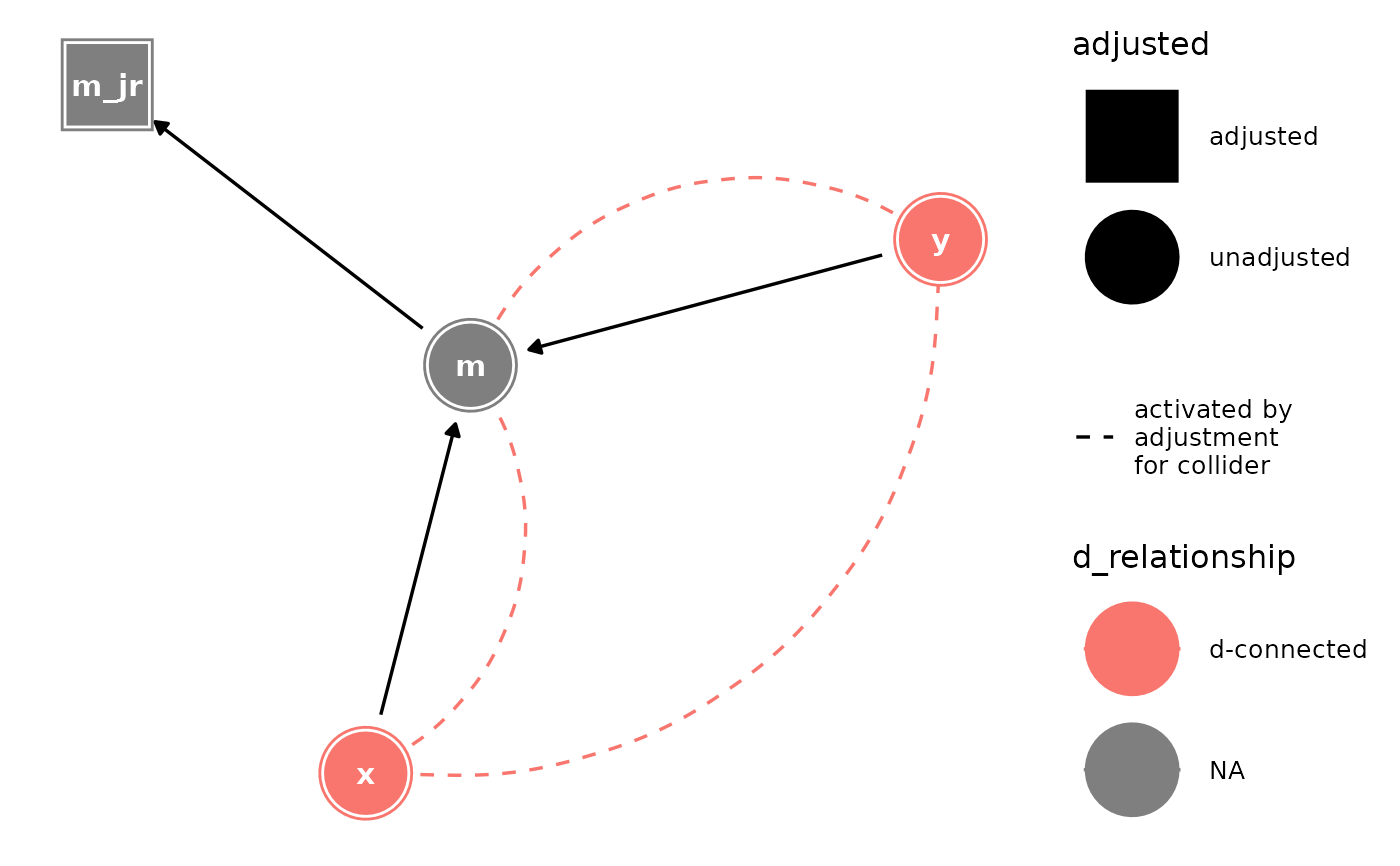 m_jr
y
m
x
adjusted
adjusted
unadjusted
activated by
adjustment
for collider
d_relationship
d-connected
NA